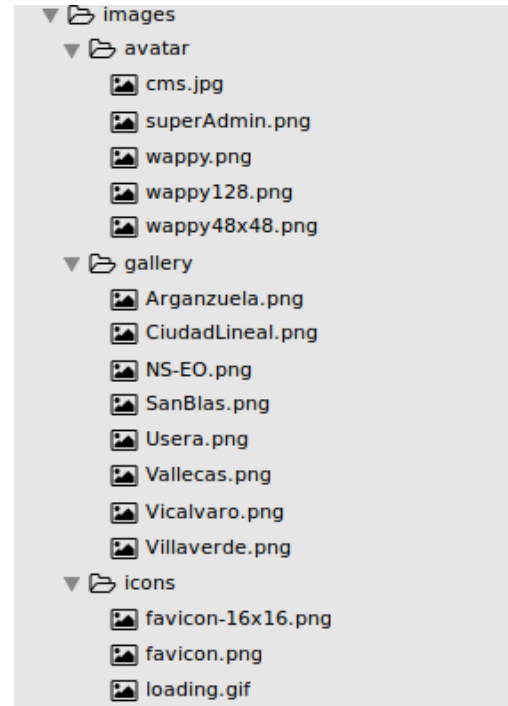 images
avatar
cms.jpg
superAdmin.png
wappy.png
wappy128.png
wappy48x48.png
gallery
Arganzuela.png
CiudadLineal.png
NS-EO.png
SanBlas.png
Usera.png
Vallecas.png
Vicalvaro.png
Villaverde.png
icons
favicon-16x16.png
favicon.png
loading.gif